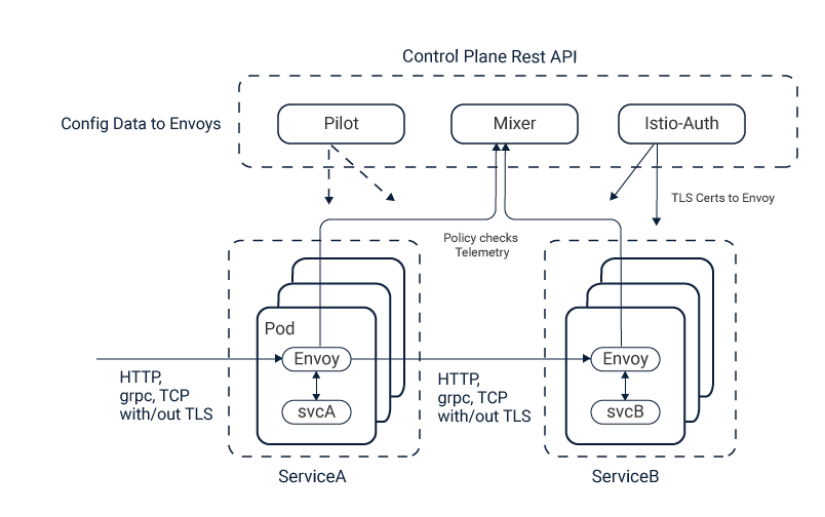 Control Plane Rest API
Config Data to Envoys
Pilot
Mixer
Istio-Auth
TLS Certs to Envoy
Policy checks
Telemetry
Pod
Envoy
Envoy
HTTP,
grpc, TCP
with/out TLS
svcA
HTTP,
grpc, TCP
with/out TLS
svcB
ServiceA
ServiceB